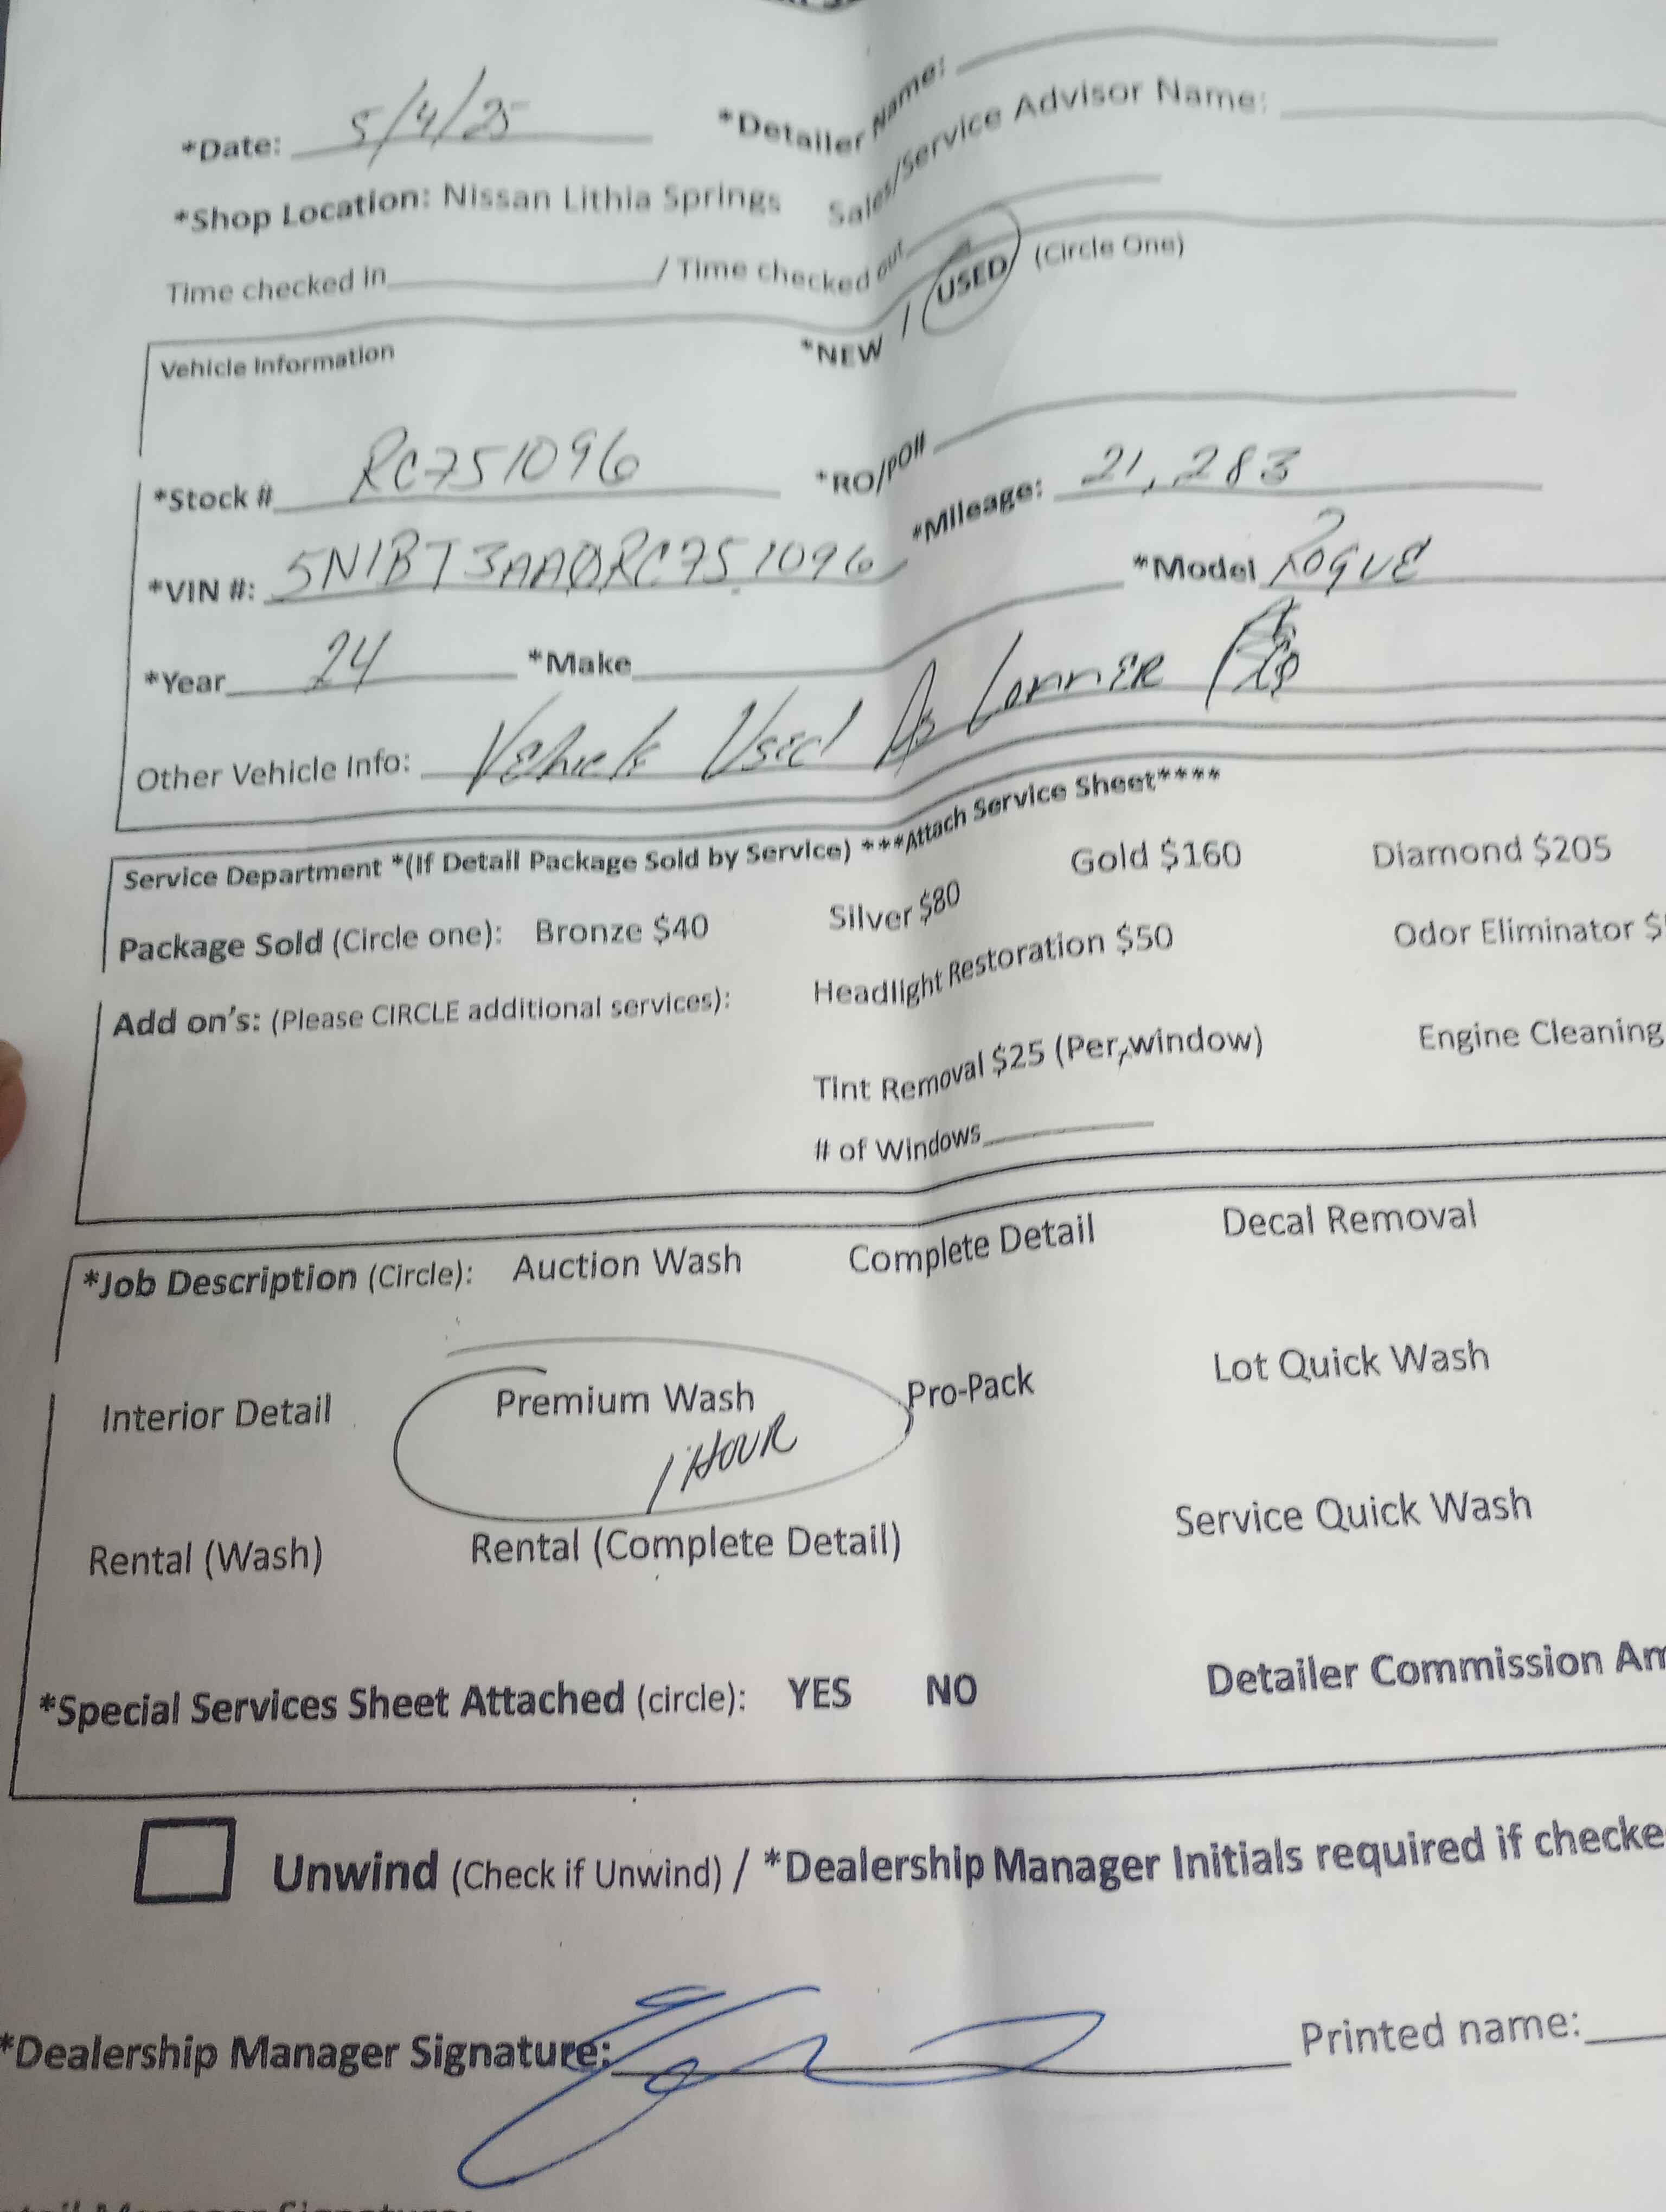 *Date: 5/4/25 *Detailer Name:
*Shop Location: Nissan Lithia Springs Sales/Service Advisor Name:
Time checked in / Time checked out
Vehicle Information *NEW / USED (Circle One)
*Stock # RC751096 *RO/PO#
*VIN #: 5N1BT3AA0RC751096 *Mileage: 21,283
*Year 24 *Make *Model Rogue
Other Vehicle Info: Vehicle Used As Lonner
Service Department *(If Detail Package Sold by Service) ***Attach Service Sheet****
Package Sold (Circle one): Bronze $40 Silver $80 Gold $160 Diamond $205
Add on's: (Please CIRCLE additional services): Headlight Restoration $50 Odor Eliminator
Tint Removal $25 (Per window) Engine Cleaning
# of Windows
*Job Description (Circle): Auction Wash Complete Detail Decal Removal
Interior Detail Premium Wash Pro-Pack Lot Quick Wash
1 HOUR
Rental (Wash) Rental (Complete Detail) Service Quick Wash
*Special Services Sheet Attached (circle): YES NO Detailer Commission Am
Unwind (Check if Unwind) / *Dealership Manager Initials required if checke
*Dealership Manager Signature: Printed name: